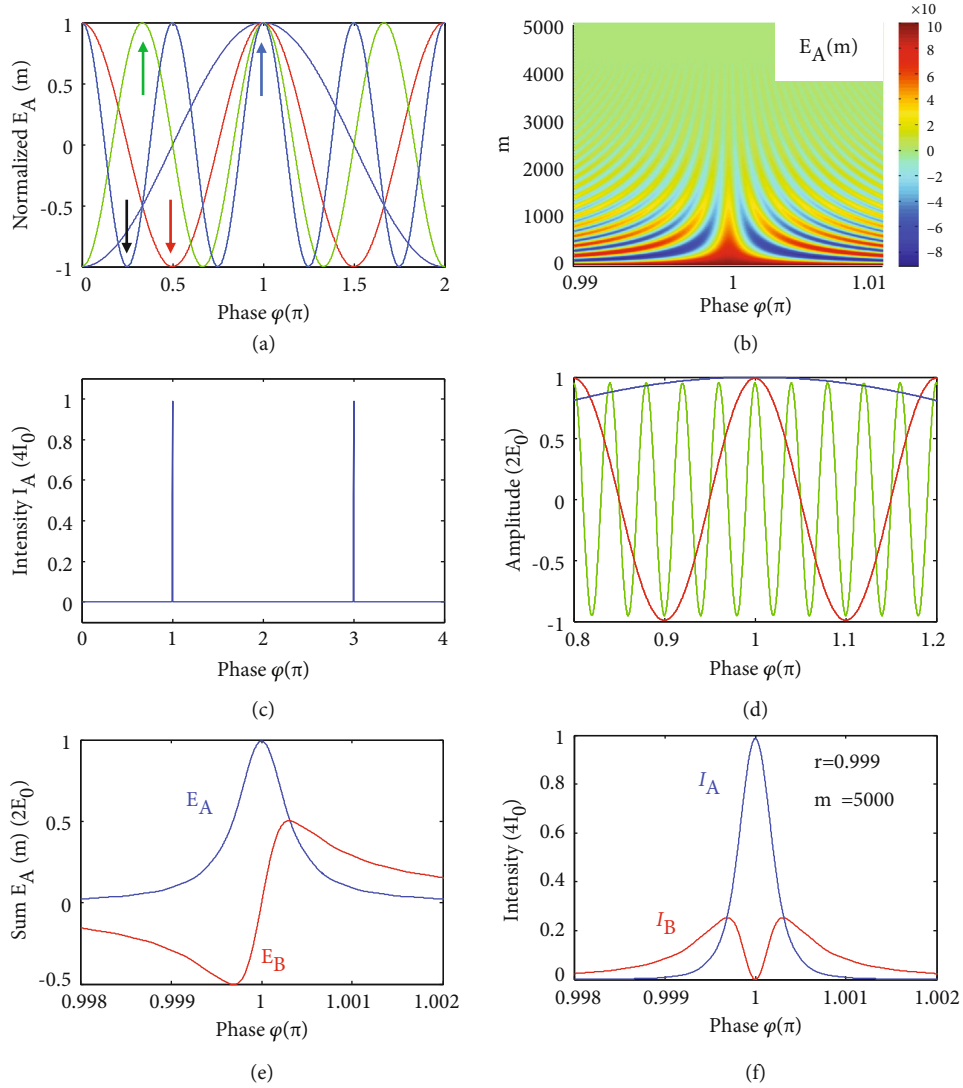 1
0.5
0
-0.5
-1
Normalized E_A (m)
0 0.5 1 1.5 2
Phase φ(π)
(a)
5000
4000
3000
2000
1000
0
m
E_A(m)
0.99 1 1.01
Phase φ(π)
×10
10
8
6
4
2
0
−2
−4
−6
−8
(b)
1
0.8
0.6
0.4
0.2
0
Intensity I_A (4I_0)
0 1 2 3 4
Phase φ(π)
(c)
1
0.5
0
-0.5
-1
Amplitude (2E_0)
0.8 0.9 1 1.1 1.2
Phase φ(π)
(d)
1
0.5
0
-0.5
Sum E_A (m) (2E_0)
E_A
E_B
0.998 0.999 1 1.001 1.002
Phase φ(π)
(e)
1
0.8
0.6
0.4
0.2
0
Intensity (4I_0)
I_A
I_B
r=0.999
m =5000
0.998 0.999 1 1.001 1.002
Phase φ(π)
(f)